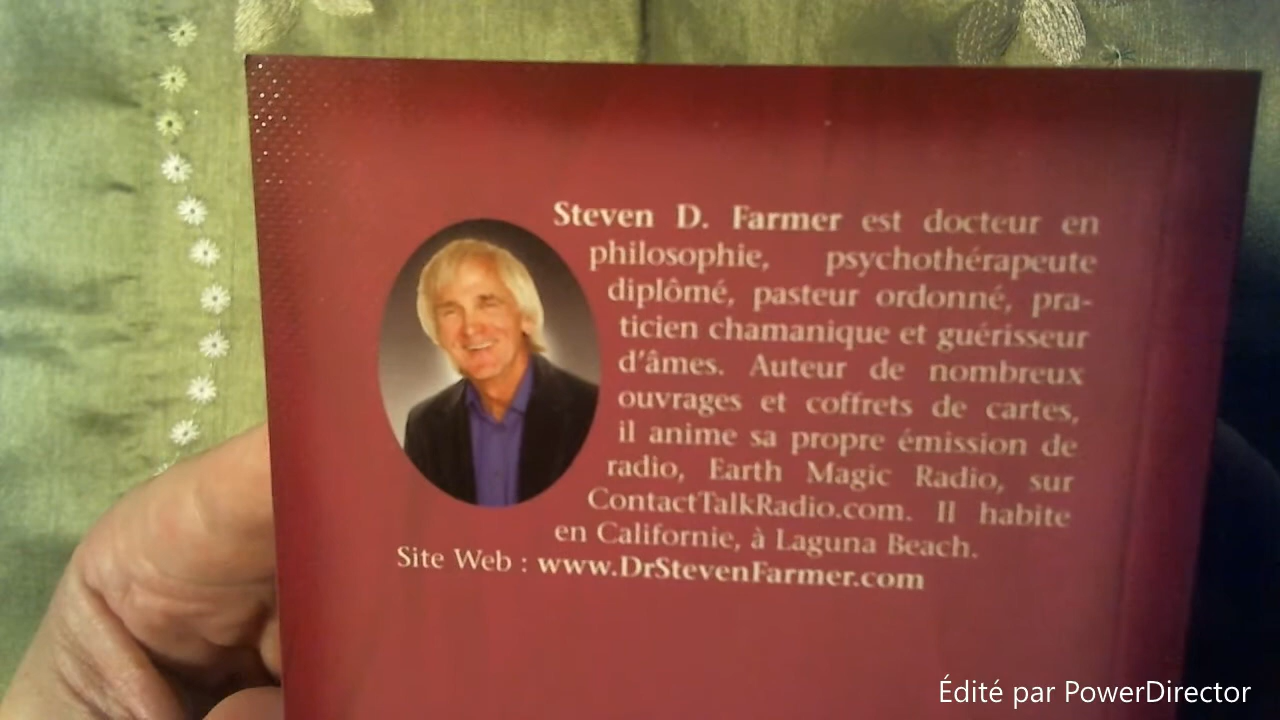 Steven D. Farmer est docteur en
philosophie, psychothérapeute
diplômé, pasteur ordonné, pra-
ticien chamanique et guérisseur
d'âmes. Auteur de nombreux
ouvrages et coffrets de cartes,
il anime sa propre émission de
radio, Earth Magic Radio, sur
ContactTalkRadio.com. Il habite
en Californie, à Laguna Beach.
Site Web : www.DrStevenFarmer.com
Édité par PowerDirector